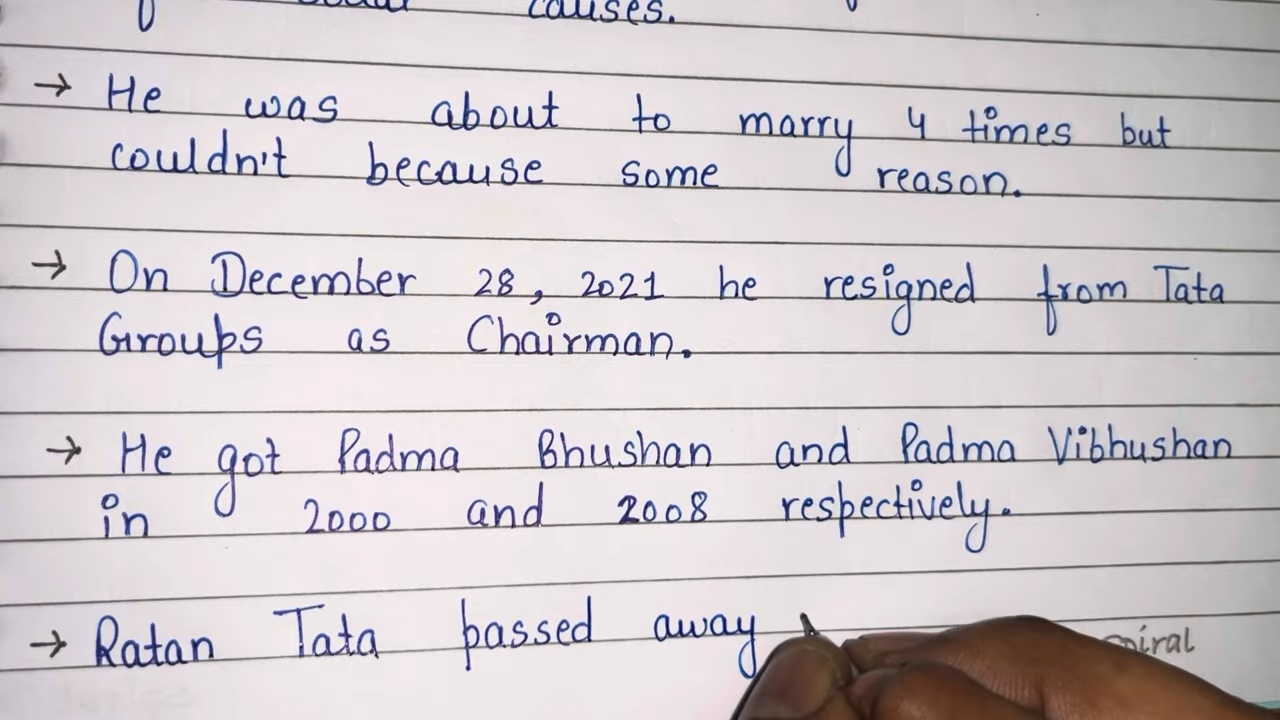 causes.
→ He was about to marry 4 times but
couldn't because some reason.
→ On December 28, 2021 he resigned from Tata
Groups as Chairman.
→ He got Padma Bhushan and Padma Vibhushan
in 2000 and 2008 respectively.
→ Ratan Tata passed away